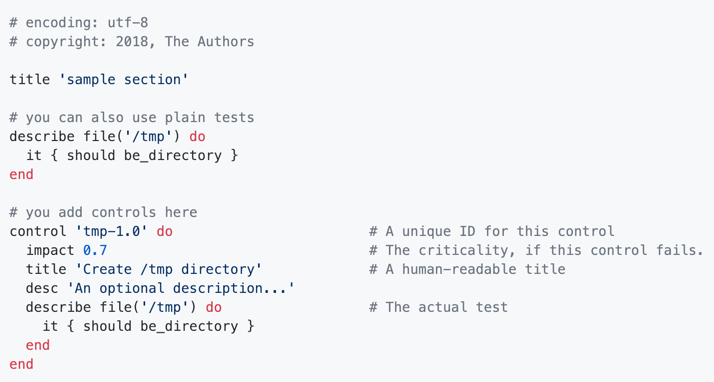 # encoding: utf-8
# copyright: 2018, The Authors
title 'sample section'
# you can also use plain tests
describe file('/tmp') do
it { should be_directory }
end
# you add controls here
control 'tmp-1.0' do # A unique ID for this control
impact 0.7 # The criticality, if this control fails.
title 'Create /tmp directory' # A human-readable title
desc 'An optional description...'
describe file('/tmp') do # The actual test
it { should be_directory }
end
end